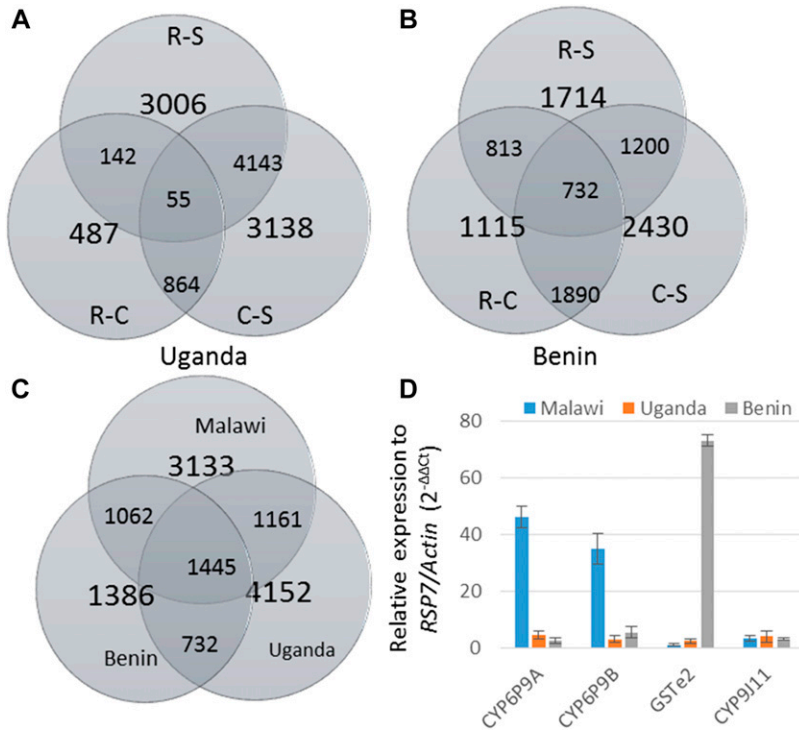 A
R-S
3006
142
4143
55
487
3138
864
R-C
C-S
Uganda
B
R-S
1714
813
1200
732
1115
2430
1890
R-C
C-S
Benin
C
Malawi
3133
1062
1161
1445
1386
4152
732
Benin
Uganda
D
Malawi Uganda Benin
Relative expression to
RSP7/Actin (2^-ΔΔCt)
80
60
40
20
0
CYP6P9A
CYP6P9B
GSTe2
CYP9J11